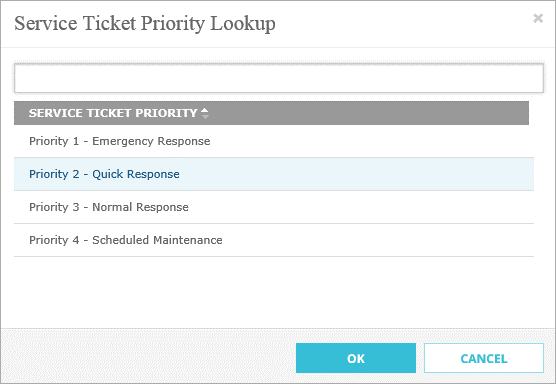 Service Ticket Priority Lookup
SERVICE TICKET PRIORITY
Priority 1 - Emergency Response
Priority 2 - Quick Response
Priority 3 - Normal Response
Priority 4 - Scheduled Maintenance
OK
CANCEL